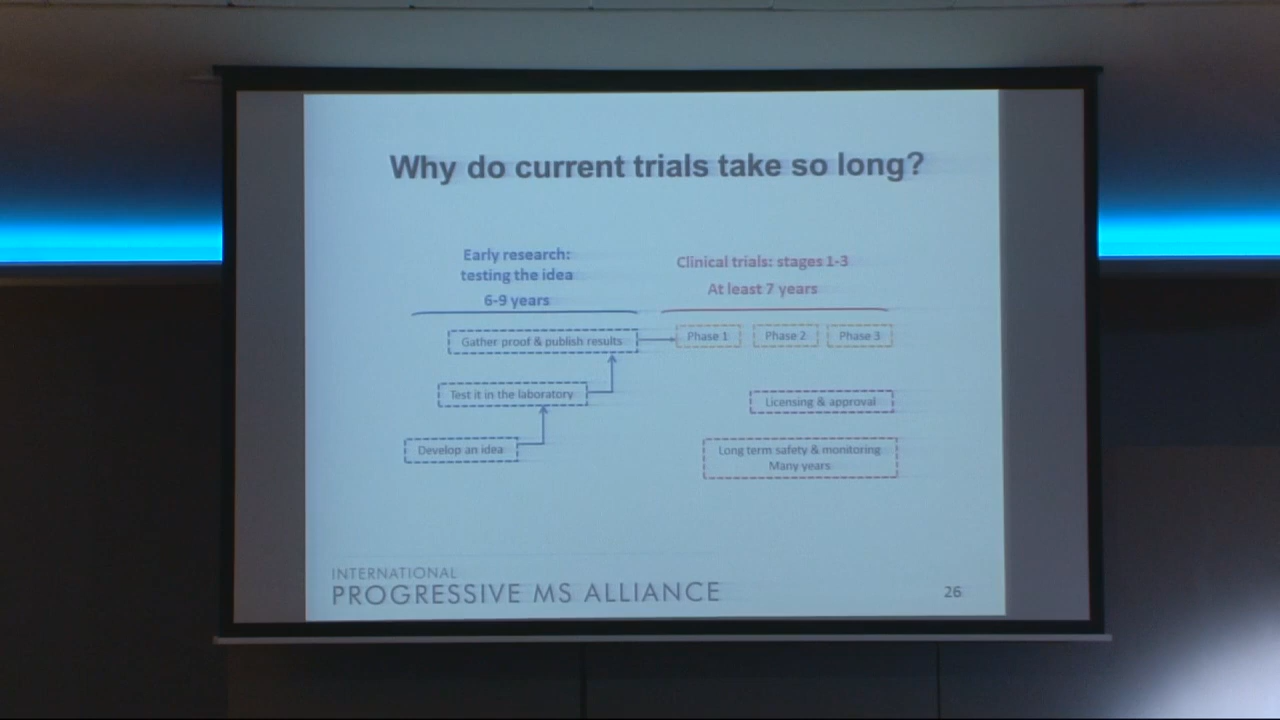 Why do current trials take so long?
Early research:
testing the idea
6-9 years
Clinical trials: stages 1-3
At least 7 years
Gather proof & publish results
Phase 1
Phase 2
Phase 3
Test it in the laboratory
Licensing & approval
Develop an idea
Long term safety & monitoring
Many years
INTERNATIONAL
PROGRESSIVE MS ALLIANCE
26